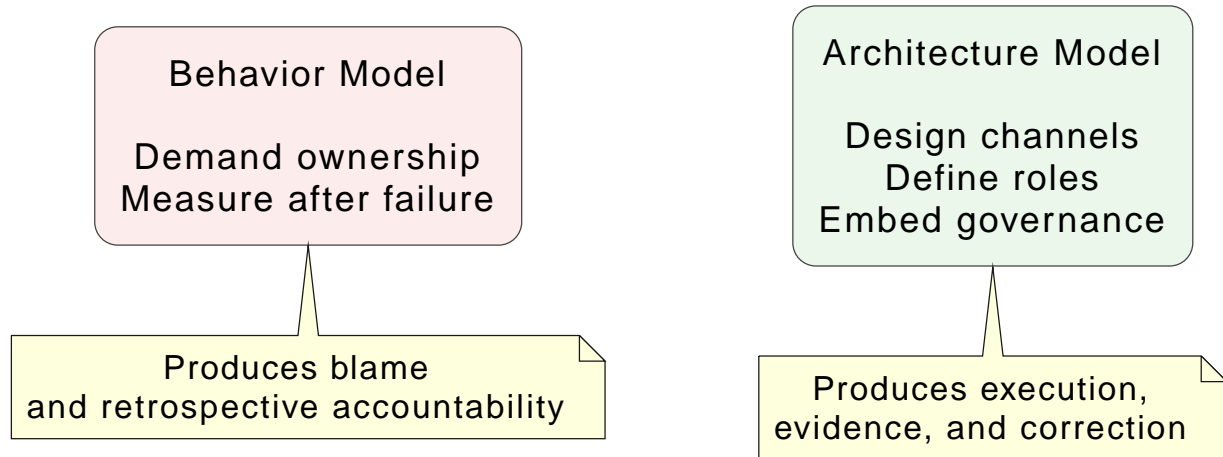 Behavior Model
Demand ownership
Measure after failure
Produces blame
and retrospective accountability
Architecture Model
Design channels
Define roles
Embed governance
Produces execution,
evidence, and correction